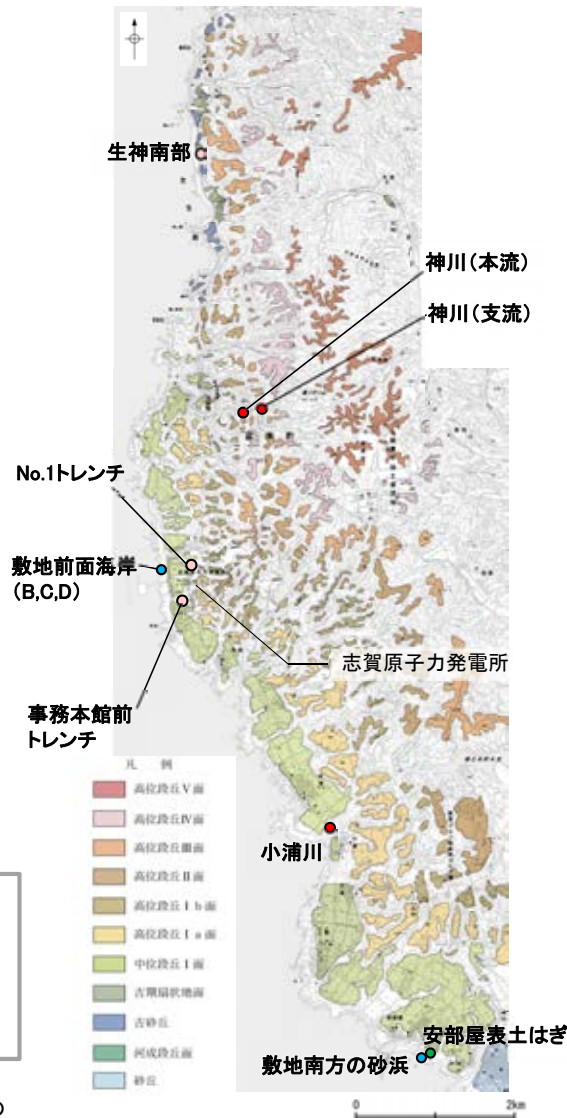 生神南部
神川(本流)
神川(支流)
No.1トレンチ
敷地前面海岸
(B,C,D)
志賀原子力発電所
事務本館前
トレンチ
凡 例
高位段丘Ⅴ面
高位段丘Ⅳ面
高位段丘Ⅲ面
高位段丘Ⅱ面
高位段丘Ⅰb面
高位段丘Ⅰa面
中位段丘Ⅰ面
古期扇状地面
古砂丘
河成段丘面
砂丘
小浦川
安部屋表土はぎ
敷地南方の砂浜
0 2km